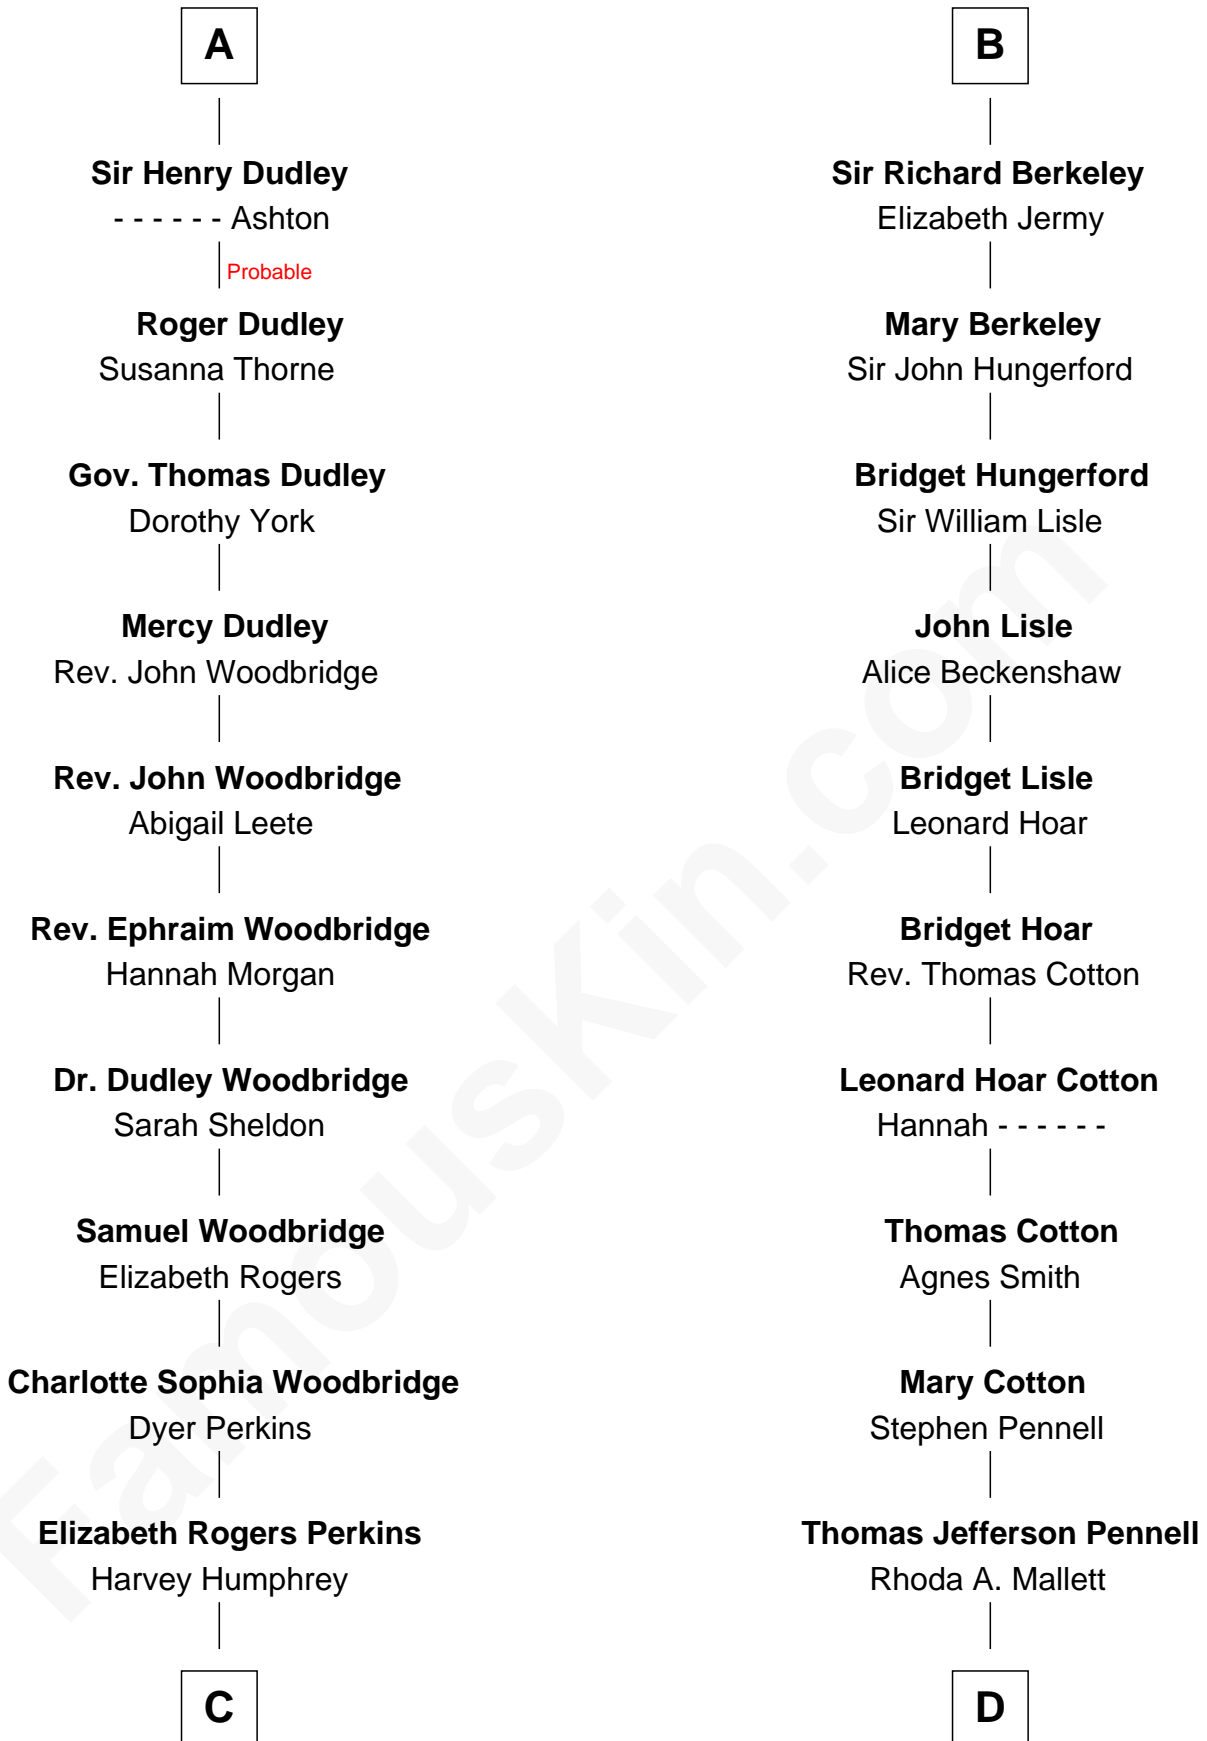 A
Sir Henry Dudley
- - - - - - Ashton
Probable
Roger Dudley
Susanna Thorne
Gov. Thomas Dudley
Dorothy York
Mercy Dudley
Rev. John Woodbridge
Rev. John Woodbridge
Abigail Leete
Rev. Ephraim Woodbridge
Hannah Morgan
Dr. Dudley Woodbridge
Sarah Sheldon
Samuel Woodbridge
Elizabeth Rogers
Charlotte Sophia Woodbridge
Dyer Perkins
Elizabeth Rogers Perkins
Harvey Humphrey
C
B
Sir Richard Berkeley
Elizabeth Jermy
Mary Berkeley
Sir John Hungerford
Bridget Hungerford
Sir William Lisle
John Lisle
Alice Beckenshaw
Bridget Lisle
Leonard Hoar
Bridget Hoar
Rev. Thomas Cotton
Leonard Hoar Cotton
Hannah - - - - - -
Thomas Cotton
Agnes Smith
Mary Cotton
Stephen Pennell
Thomas Jefferson Pennell
Rhoda A. Mallett
D
FamousKin.com